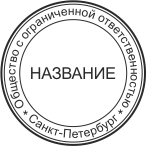 Общество с ограниченной ответственностью
НАЗВАНИЕ
* Санкт-Петербург *